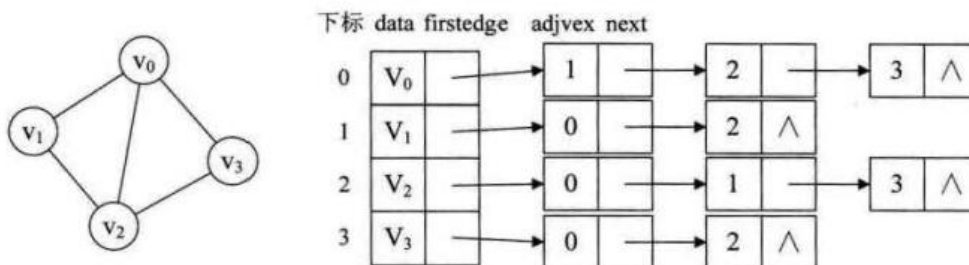 下标 data firstedge adjvex next
v₀
v₁
v₂
v₃
0 V₀ 1 2 3 ∧
1 V₁ 0 2 ∧
2 V₂ 0 1 3 ∧
3 V₃ 0 2 ∧